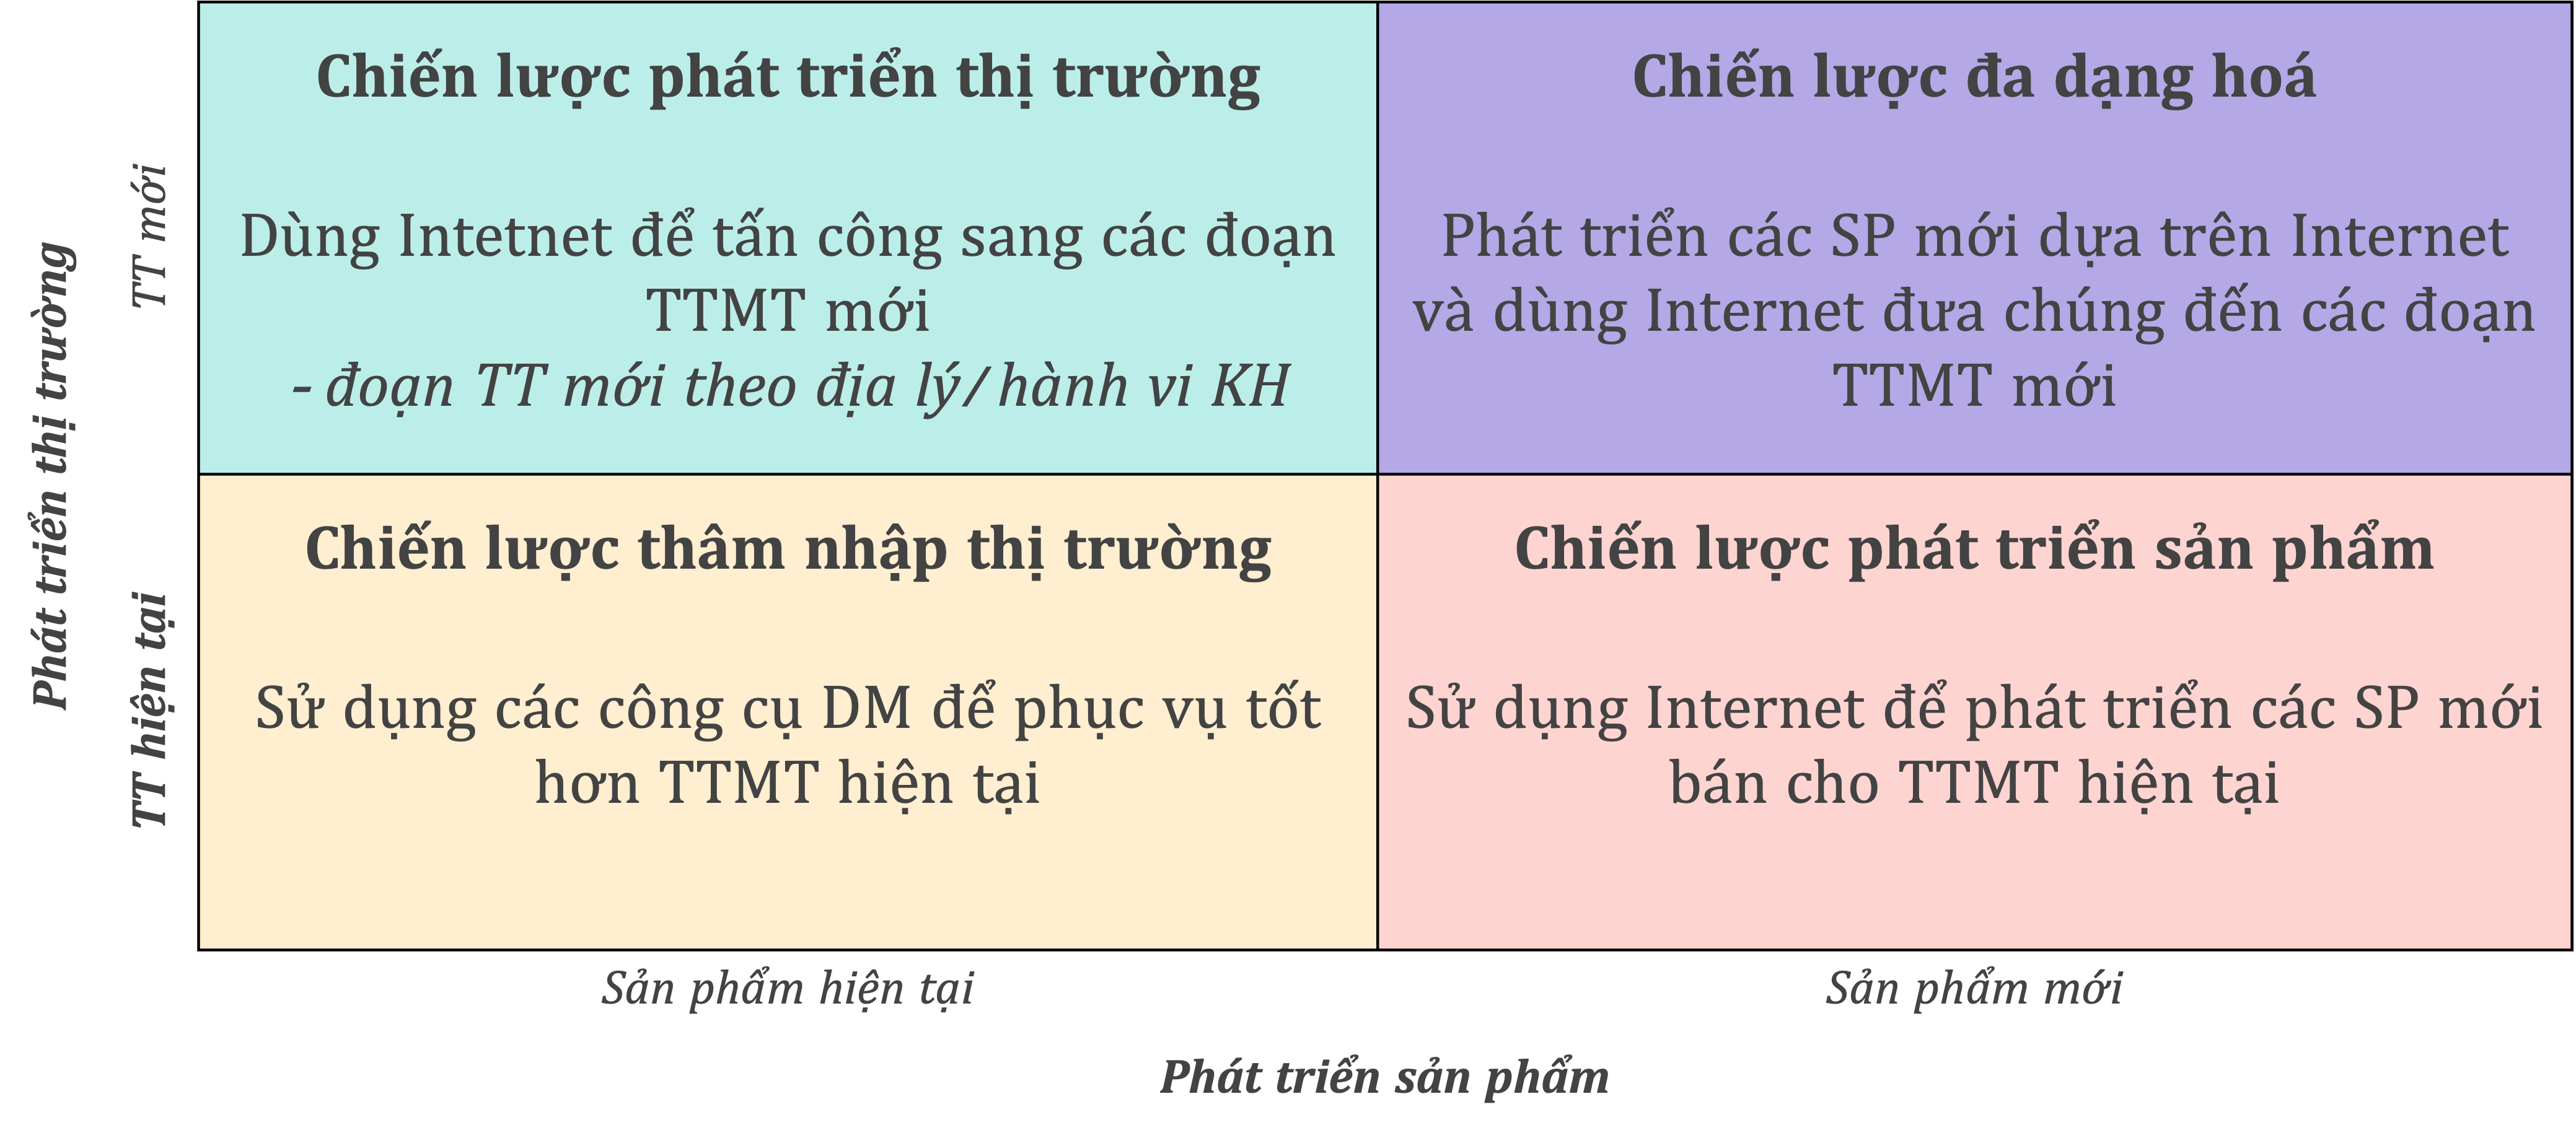 Phát triển thị trường
TT mới
Chiến lược phát triển thị trường
Dùng Intetnet để tấn công sang các đoạn
TTMT mới
- đoạn TT mới theo địa lý/ hành vi KH
Chiến lược đa dạng hoá
Phát triển các SP mới dựa trên Internet
và dùng Internet đưa chúng đến các đoạn
TTMT mới
TT hiện tại
Chiến lược thâm nhập thị trường
Sử dụng các công cụ DM để phục vụ tốt
hơn TTMT hiện tại
Chiến lược phát triển sản phẩm
Sử dụng Internet để phát triển các SP mới
bán cho TTMT hiện tại
Sản phẩm hiện tại
Sản phẩm mới
Phát triển sản phẩm